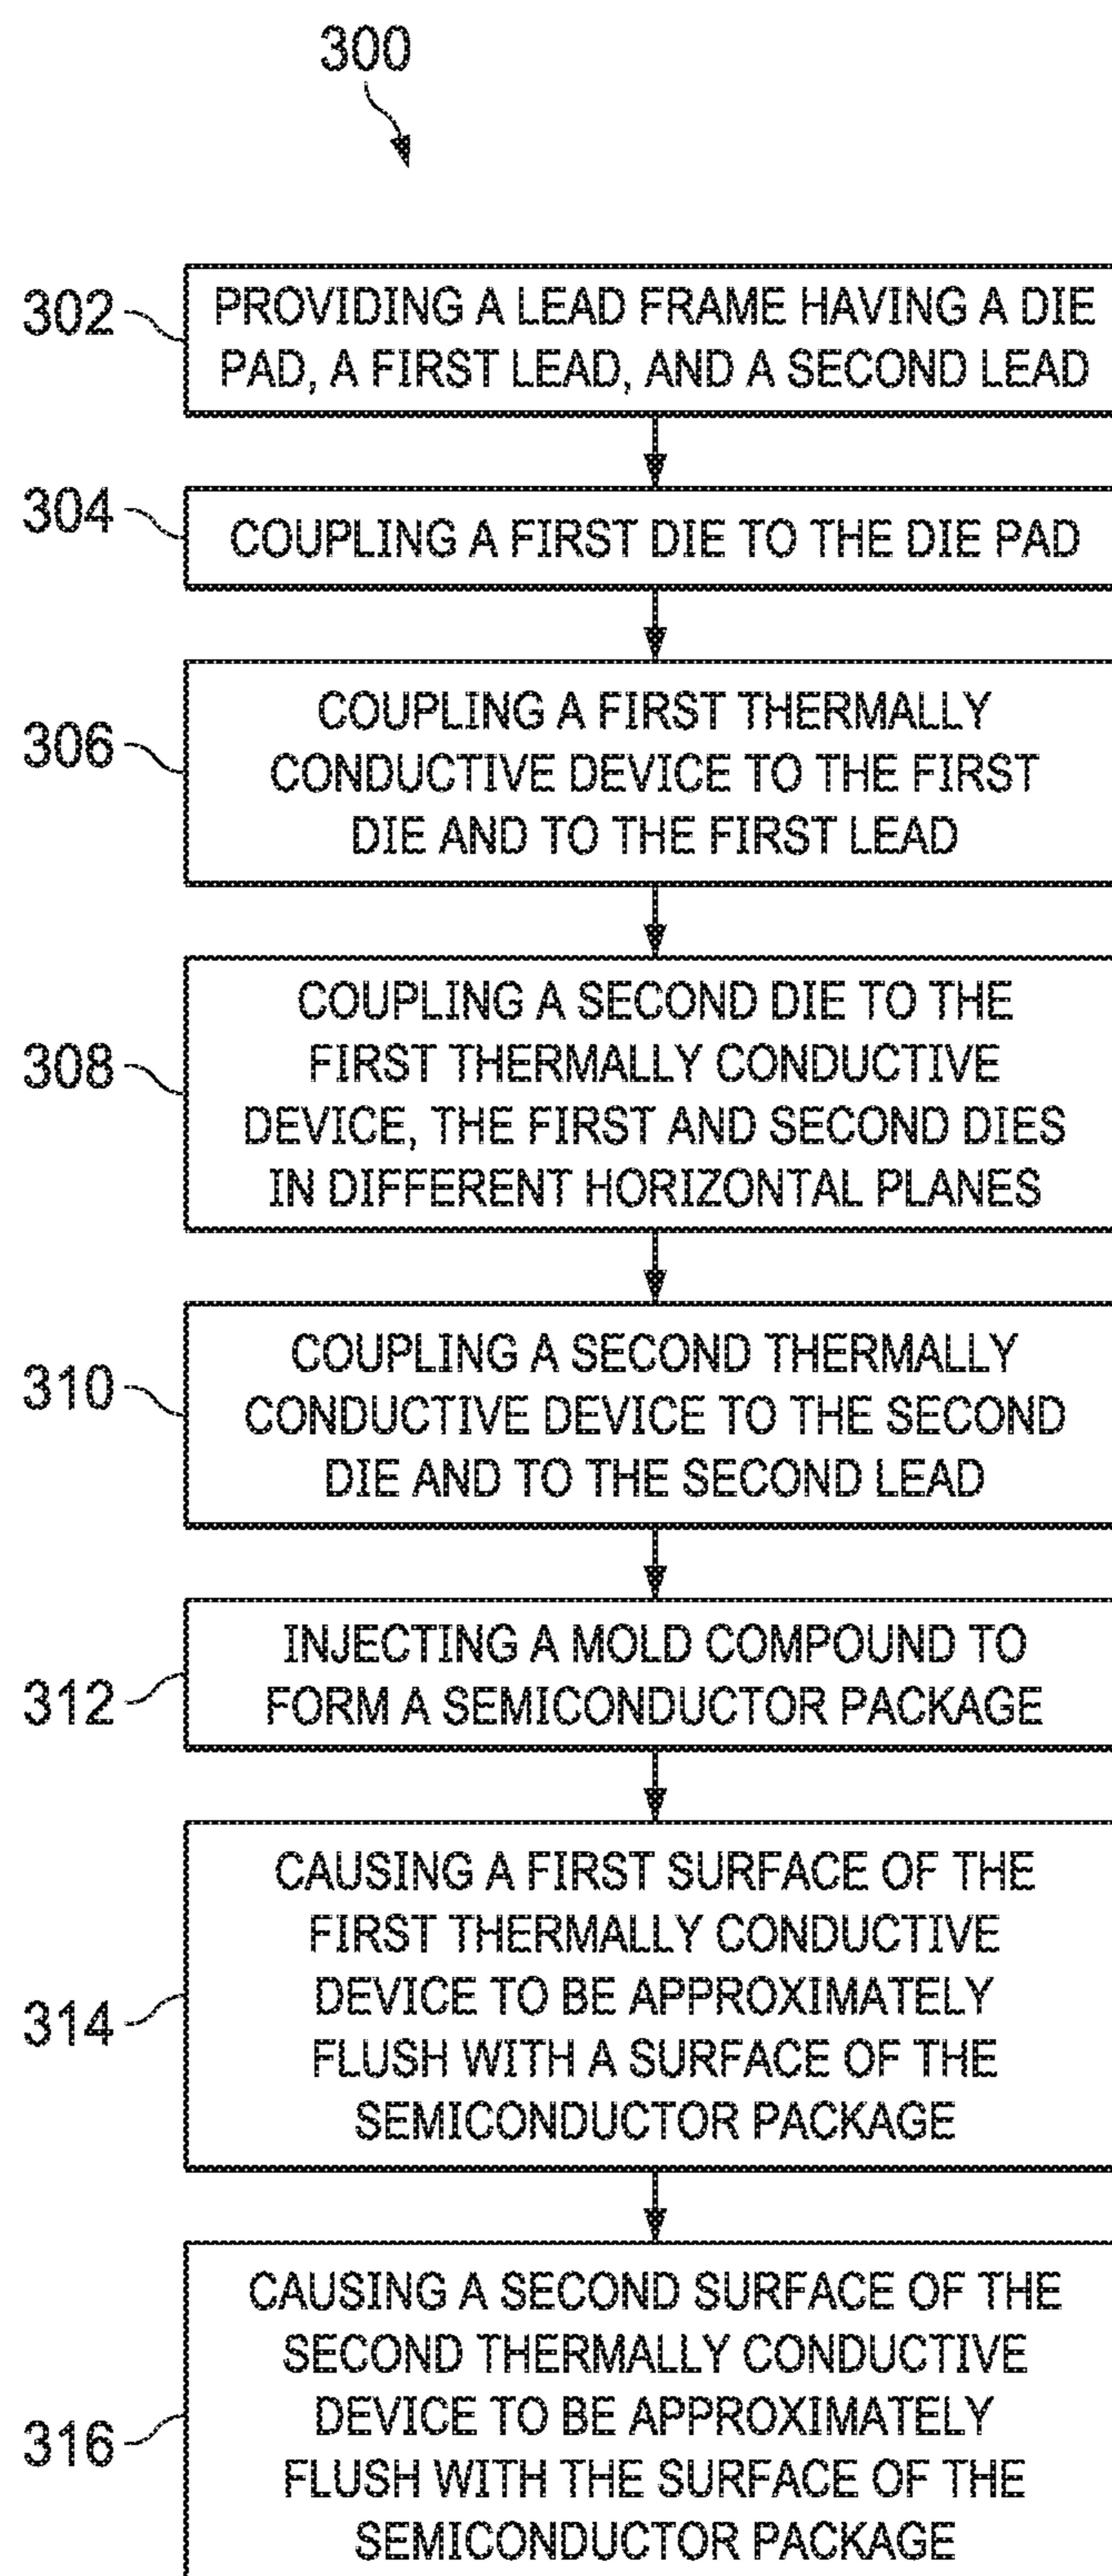 300
302
PROVIDING A LEAD FRAME HAVING A DIE
PAD, A FIRST LEAD, AND A SECOND LEAD
304
COUPLING A FIRST DIE TO THE DIE PAD
306
COUPLING A FIRST THERMALLY
CONDUCTIVE DEVICE TO THE FIRST
DIE AND TO THE FIRST LEAD
308
COUPLING A SECOND DIE TO THE
FIRST THERMALLY CONDUCTIVE
DEVICE, THE FIRST AND SECOND DIES
IN DIFFERENT HORIZONTAL PLANES
310
COUPLING A SECOND THERMALLY
CONDUCTIVE DEVICE TO THE SECOND
DIE AND TO THE SECOND LEAD
312
INJECTING A MOLD COMPOUND TO
FORM A SEMICONDUCTOR PACKAGE
314
CAUSING A FIRST SURFACE OF THE
FIRST THERMALLY CONDUCTIVE
DEVICE TO BE APPROXIMATELY
FLUSH WITH A SURFACE OF THE
SEMICONDUCTOR PACKAGE
316
CAUSING A SECOND SURFACE OF THE
SECOND THERMALLY CONDUCTIVE
DEVICE TO BE APPROXIMATELY
FLUSH WITH THE SURFACE OF THE
SEMICONDUCTOR PACKAGE